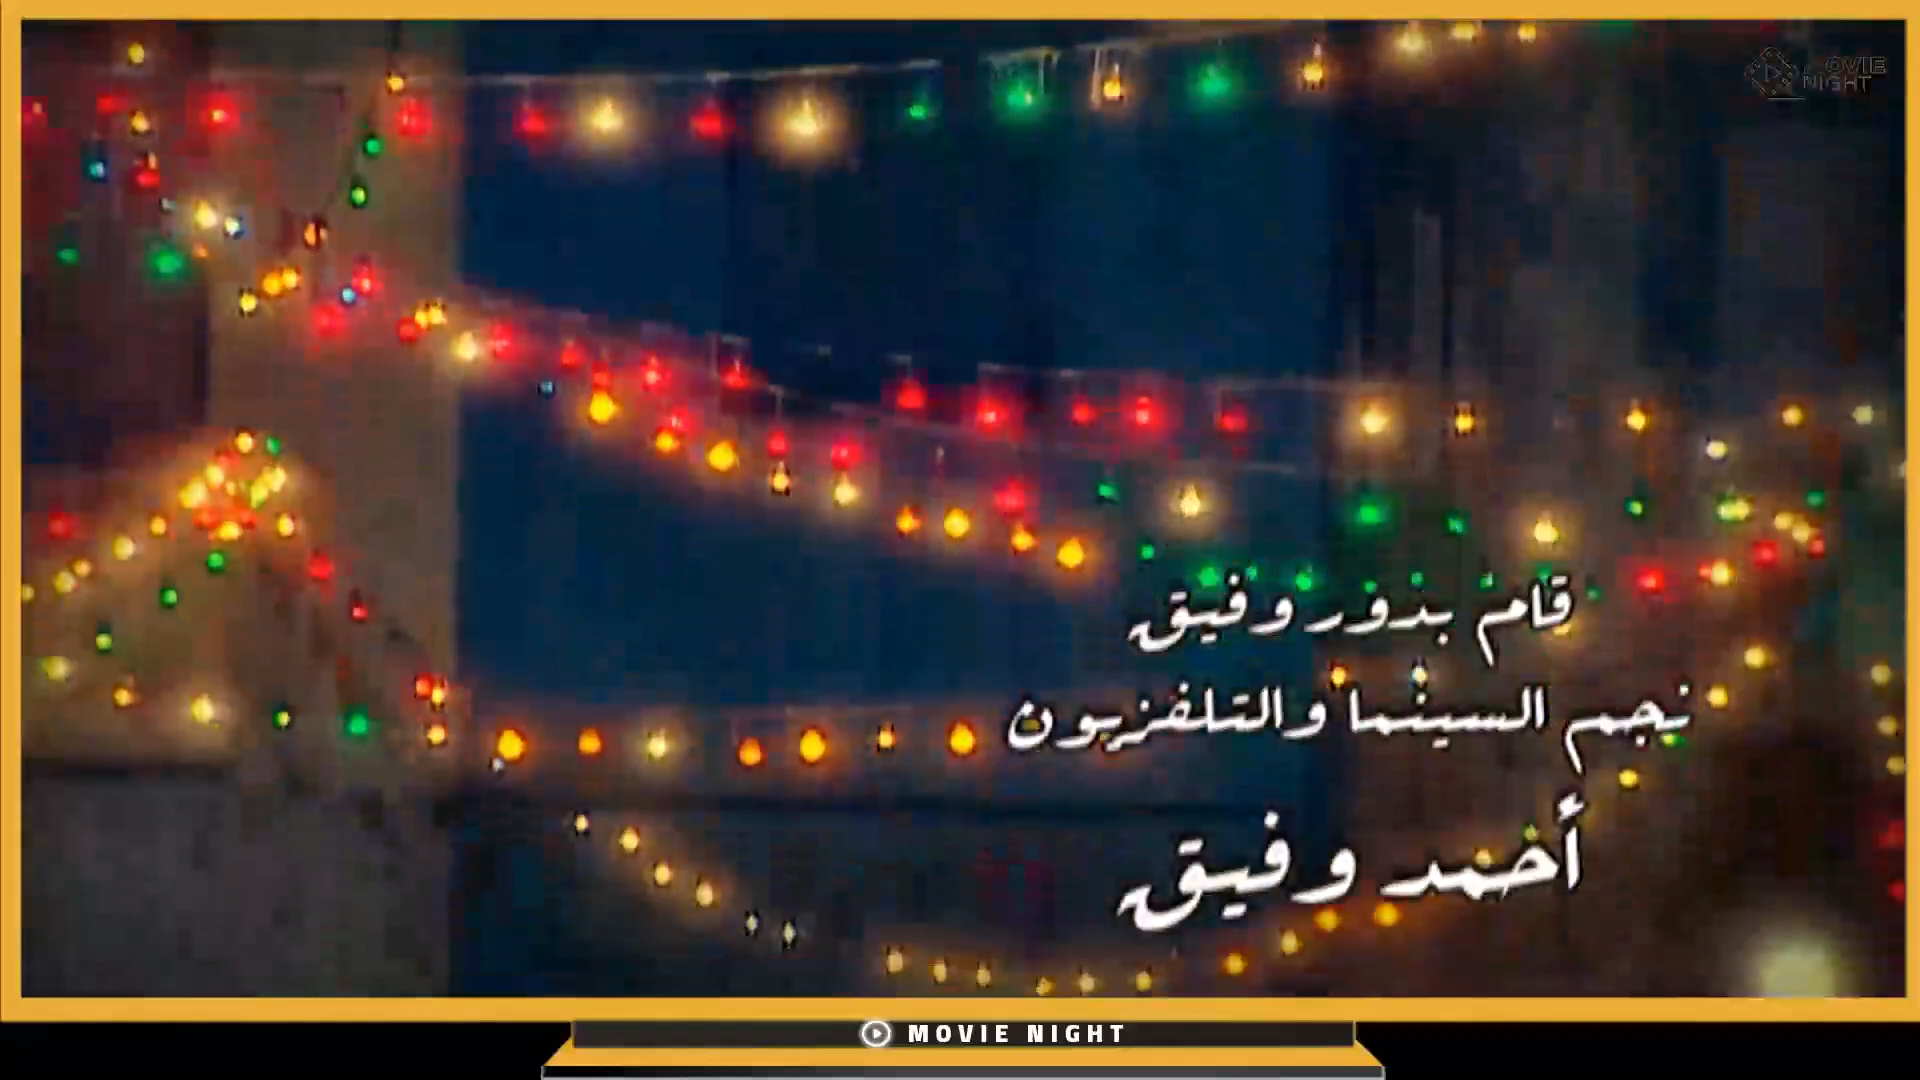 MOVIE
NIGHT
قام بدور وفيق
نجم السينما والتلفزيون
أحمد وفيق
MOVIE NIGHT